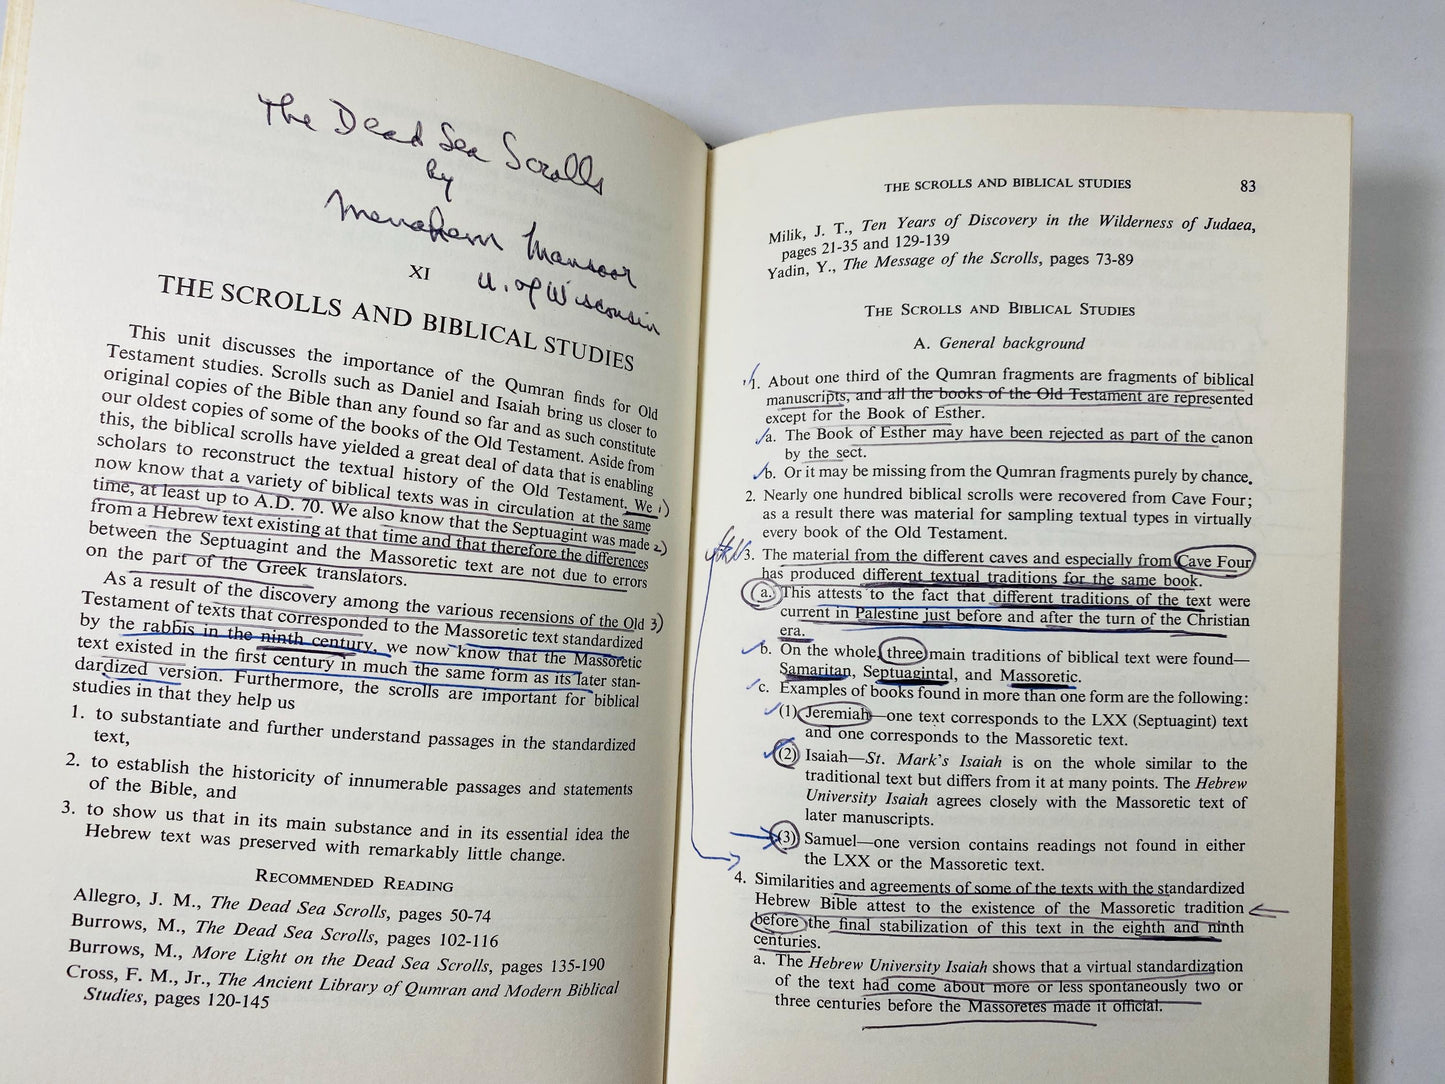 The Dead Sea Scrolls
by
Menahem Mansoor
U. of Wisconsin
XI
THE SCROLLS AND BIBLICAL STUDIES
This unit discusses the importance of the Qumran finds for Old
Testament studies. Scrolls such as Daniel and Isaiah bring us closer to
original copies of the Bible than any found so far and as such constitute
our oldest copies of some of the books of the Old Testament. Aside from
this, the biblical scrolls have yielded a great deal of data that is enabling
scholars to reconstruct the textual history of the Old Testament. We 1)
now know that a variety of biblical texts was in circulation at the same
time, at least up to A.D. 70. We also know that the Septuagint was made 2)
from a Hebrew text existing at that time and that therefore the differences
between the Septuagint and the Massoretic text are not due to errors
on the part of the Greek translators.
As a result of the discovery among the various recensions of the Old 3)
Testament of texts that corresponded to the Massoretic text standardized
by the rabbis in the ninth century, we now know that the Massoretic
text existed in the first century in much the same form as its later stan-
dardized version. Furthermore, the scrolls are important for biblical
studies in that they help us
1. to substantiate and further understand passages in the standardized
text,
2. to establish the historicity of innumerable passages and statements
of the Bible, and
3. to show us that in its main substance and in its essential idea the
Hebrew text was preserved with remarkably little change.
RECOMMENDED READING
Allegro, J. M., The Dead Sea Scrolls, pages 50-74
Burrows, M., The Dead Sea Scrolls, pages 102-116
Burrows, M., More Light on the Dead Sea Scrolls, pages 135-190
Cross, F. M., Jr., The Ancient Library of Qumran and Modern Biblical
Studies, pages 120-145
THE SCROLLS AND BIBLICAL STUDIES 83
Milik, J. T., Ten Years of Discovery in the Wilderness of Judaea,
pages 21-35 and 129-139
Yadin, Y., The Message of the Scrolls, pages 73-89
THE SCROLLS AND BIBLICAL STUDIES
A. General background
1. About one third of the Qumran fragments are fragments of biblical
manuscripts, and all the books of the Old Testament are represented
except for the Book of Esther.
a. The Book of Esther may have been rejected as part of the canon
by the sect.
b. Or it may be missing from the Qumran fragments purely by chance.
2. Nearly one hundred biblical scrolls were recovered from Cave Four;
as a result there was material for sampling textual types in virtually
every book of the Old Testament.
3. The material from the different caves and especially from Cave Four
has produced different textual traditions for the same book.
a. This attests to the fact that different traditions of the text were
current in Palestine just before and after the turn of the Christian
era.
b. On the whole three main traditions of biblical text were found—
Samaritan, Septuagintal, and Massoretic.
c. Examples of books found in more than one form are the following:
(1) Jeremiah—one text corresponds to the LXX (Septuagint) text
and one corresponds to the Massoretic text.
(2) Isaiah—St. Mark's Isaiah is on the whole similar to the
traditional text but differs from it at many points. The Hebrew
University Isaiah agrees closely with the Massoretic text of
later manuscripts.
(3) Samuel—one version contains readings not found in either
the LXX or the Massoretic text.
4. Similarities and agreements of some of the texts with the standardized
Hebrew Bible attest to the existence of the Massoretic tradition
before the final stabilization of this text in the eighth and ninth
centuries.
a. The Hebrew University Isaiah shows that a virtual standardization
of the text had come about more or less spontaneously two or
three centuries before the Massoretes made it official.